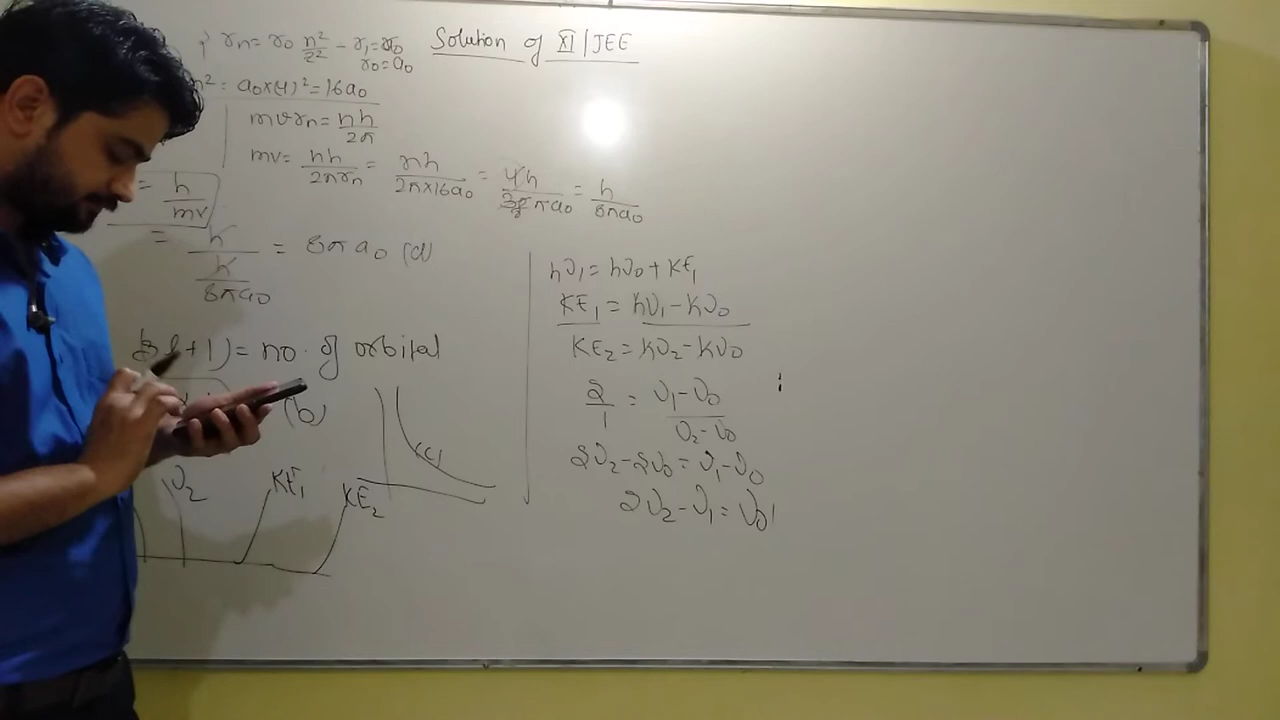 Solution of XI/JEE
rn = r0 n²/z² - r1 = r0
r0 = a0
n² : a0×(4)² = 16a0
mvrn = nh/2π
mv = nh/2πrn = nh/2π×16a0 = 4h/32πa0 = h/8πa0
= h/mv
= h/(h/8πa0) = 8πa0 (d)
+1) = no. of orbital
(b)
(c)
ν2 KE1 KE2
hν1 = hν0 + KE1
KE1 = hν1 - hν0
KE2 = hν2 - hν0
2/1 = ν1-ν0/ν2-ν0
2ν2-2ν0 = ν1-ν0
2ν2-ν1 = ν0